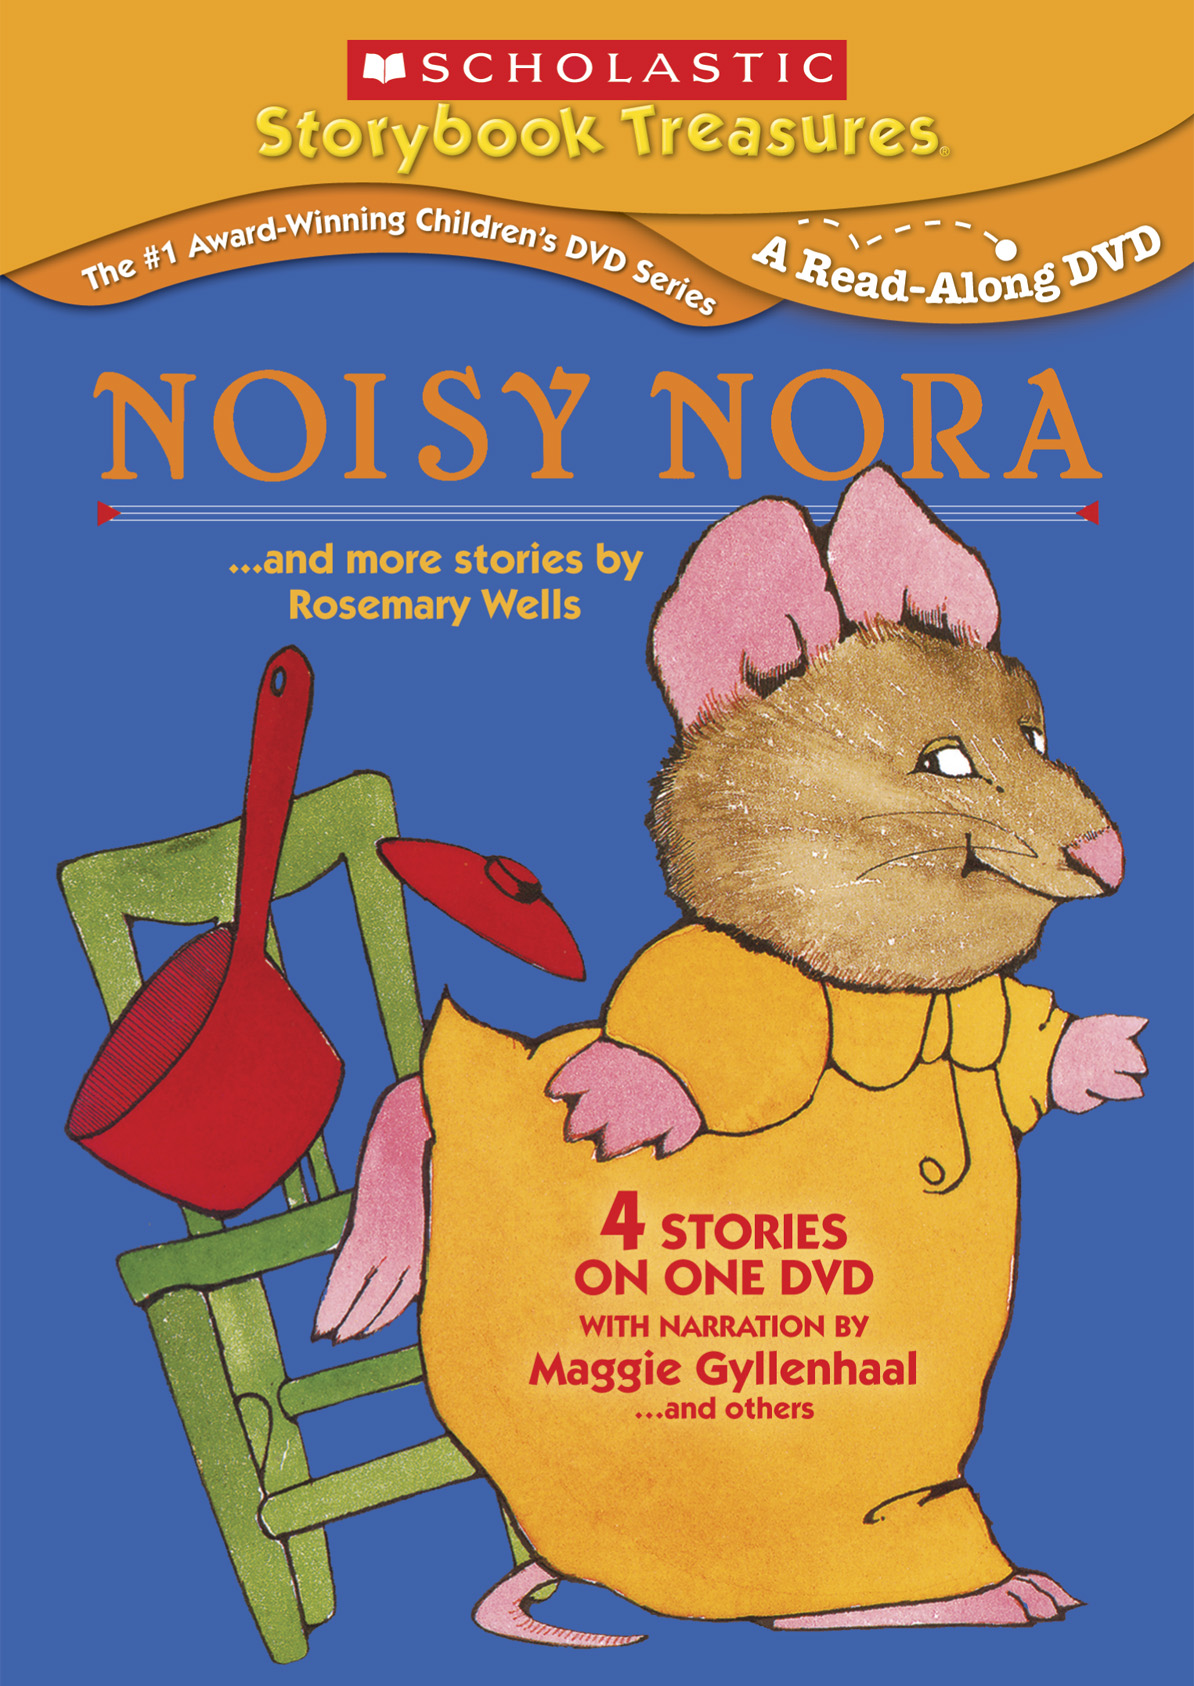 SCHOLASTIC
Storybook Treasures®
The #1 Award-Winning Children's DVD Series
A Read-Along DVD
NOISY NORA
...and more stories by
Rosemary Wells
4 STORIES
ON ONE DVD
WITH NARRATION BY
Maggie Gyllenhaal
...and others